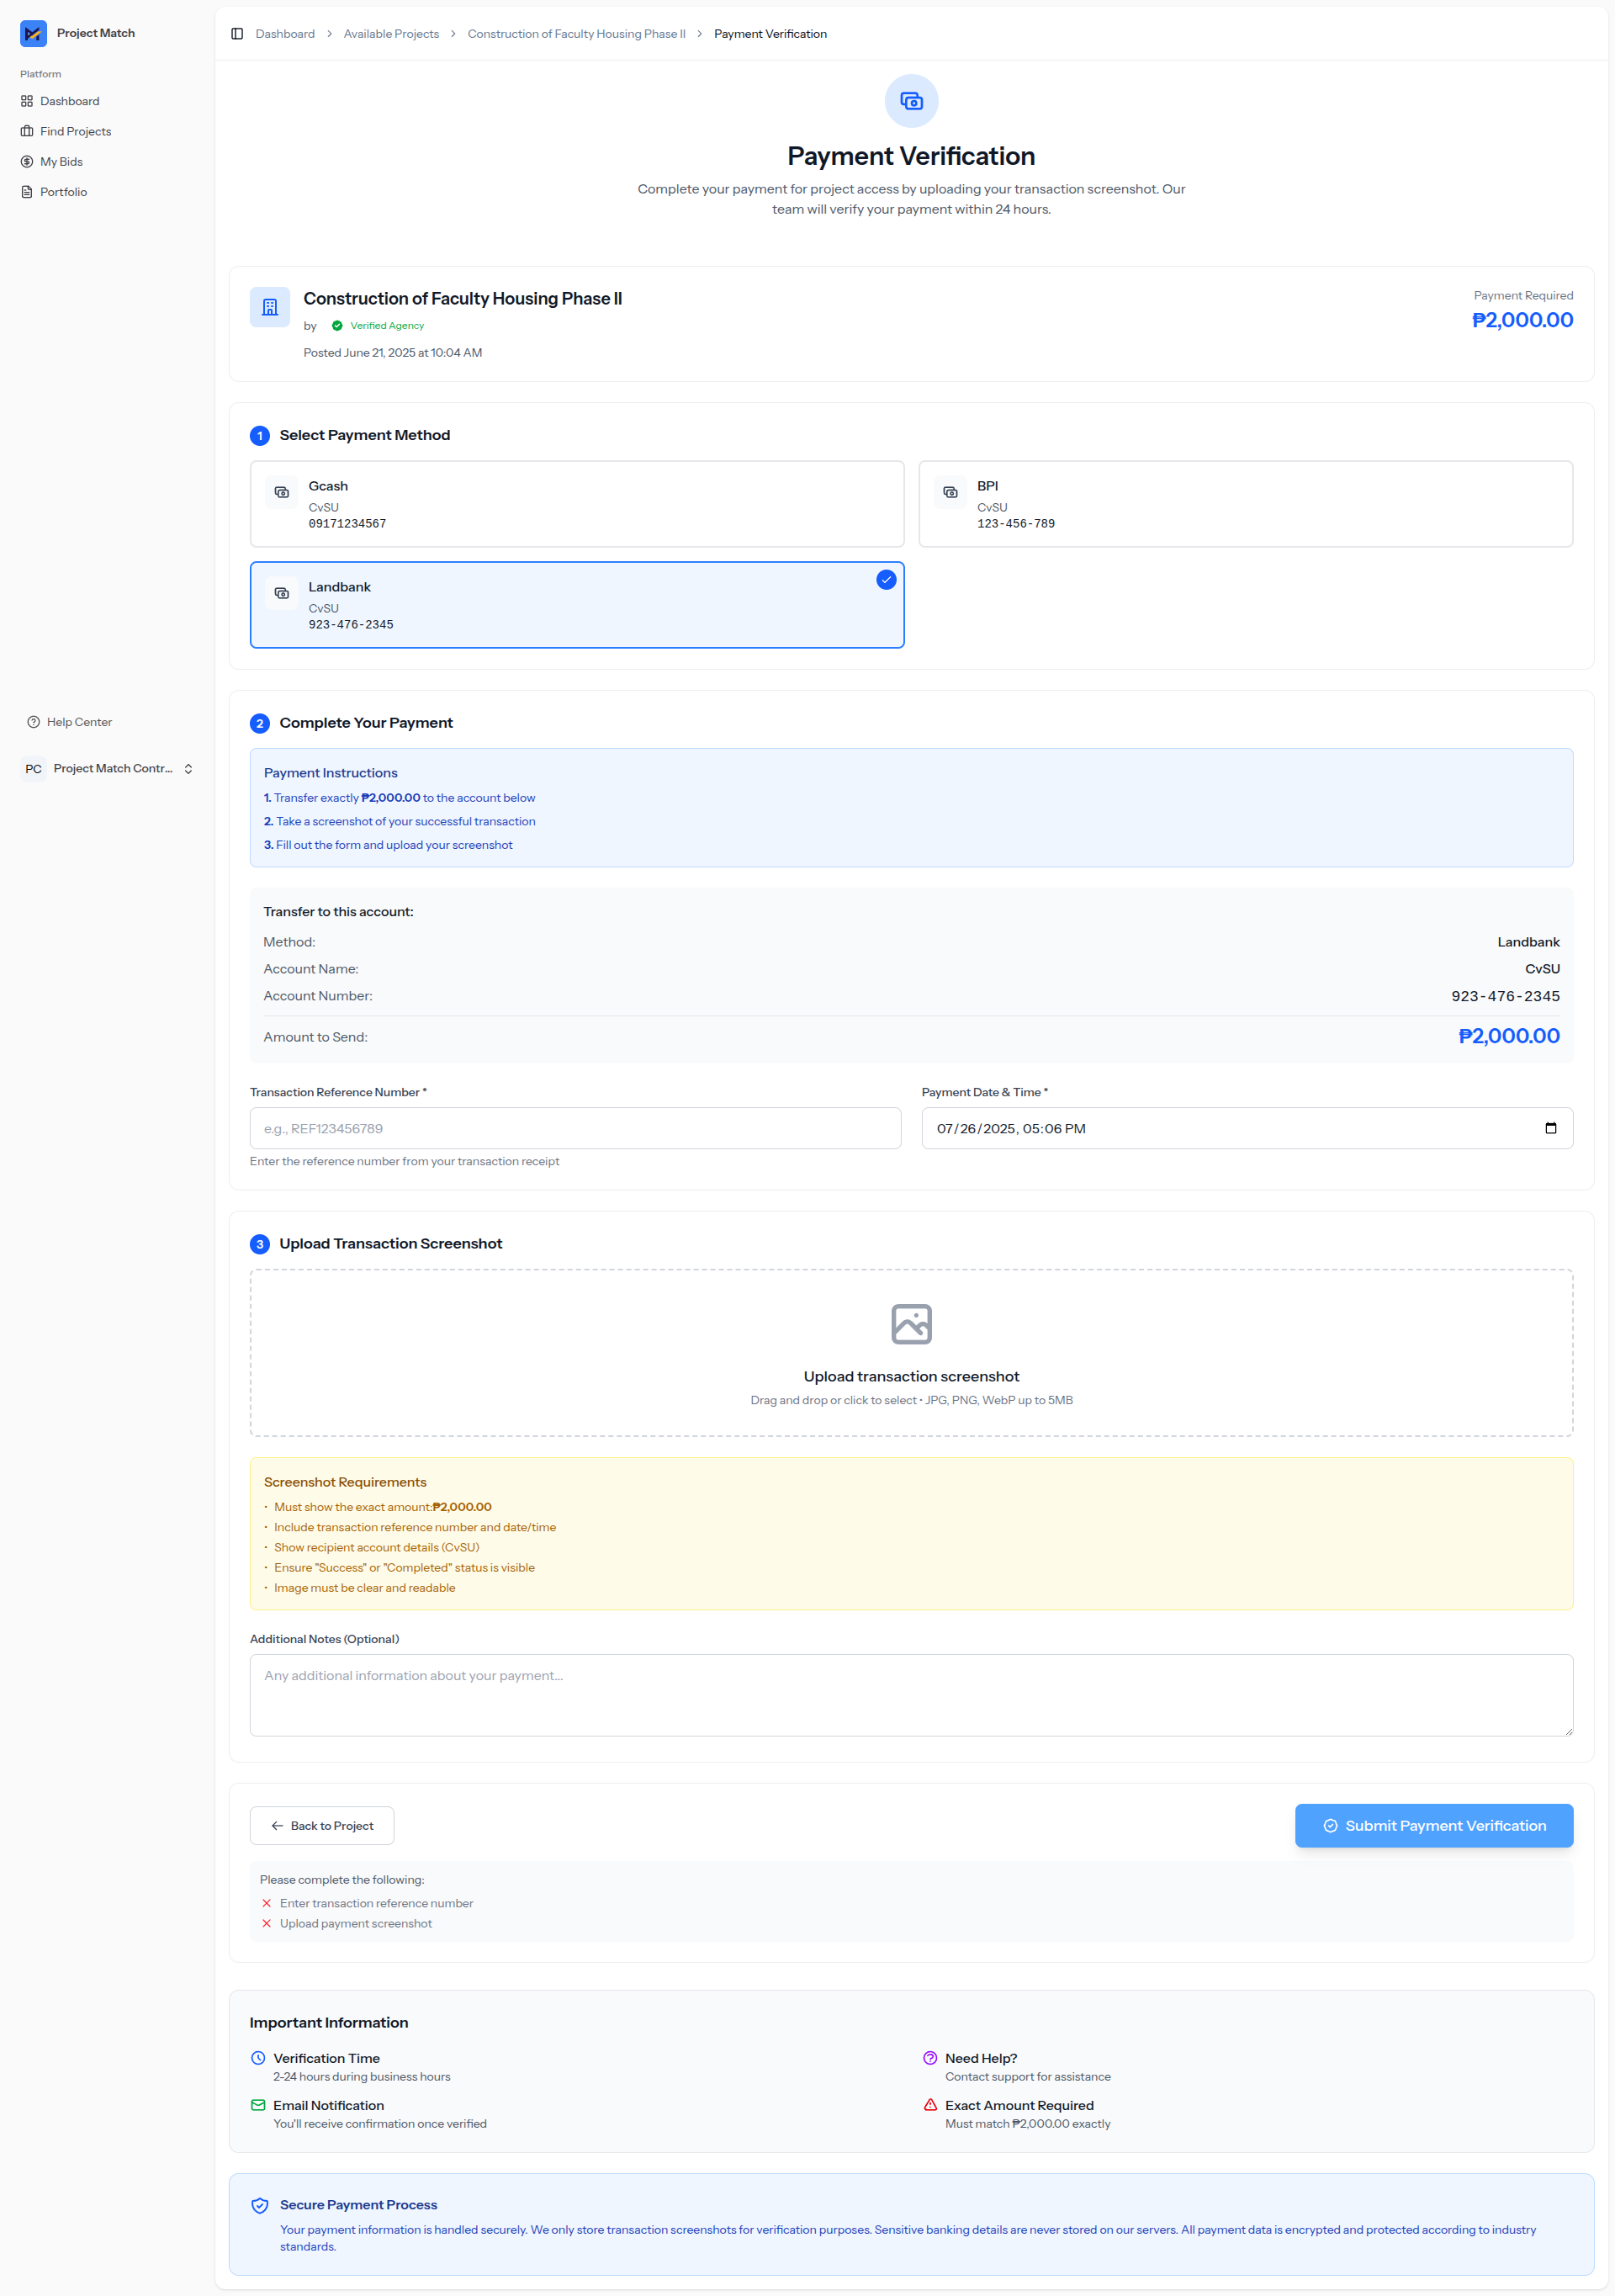 Project Match
Platform
Dashboard
Find Projects
My Bids
Portfolio
Help Center
PC Project Match Contr...
Dashboard > Available Projects > Construction of Faculty Housing Phase II > Payment Verification
Payment Verification
Complete your payment for project access by uploading your transaction screenshot. Our
team will verify your payment within 24 hours.
Construction of Faculty Housing Phase II
by Verified Agency
Posted June 21, 2025 at 10:04 AM
Payment Required
₱2,000.00
1 Select Payment Method
Gcash
CvSU
09171234567
BPI
CvSU
123-456-789
Landbank
CvSU
923-476-2345
2 Complete Your Payment
Payment Instructions
1. Transfer exactly ₱2,000.00 to the account below
2. Take a screenshot of your successful transaction
3. Fill out the form and upload your screenshot
Transfer to this account:
Method: Landbank
Account Name: CvSU
Account Number: 923-476-2345
Amount to Send: ₱2,000.00
Transaction Reference Number *
e.g., REF123456789
Enter the reference number from your transaction receipt
Payment Date & Time *
07/26/2025, 05:06 PM
3 Upload Transaction Screenshot
Upload transaction screenshot
Drag and drop or click to select • JPG, PNG, WebP up to 5MB
Screenshot Requirements
• Must show the exact amount:₱2,000.00
• Include transaction reference number and date/time
• Show recipient account details (CvSU)
• Ensure "Success" or "Completed" status is visible
• Image must be clear and readable
Additional Notes (Optional)
Any additional information about your payment...
Back to Project
Submit Payment Verification
Please complete the following:
Enter transaction reference number
Upload payment screenshot
Important Information
Verification Time
2-24 hours during business hours
Need Help?
Contact support for assistance
Email Notification
You'll receive confirmation once verified
Exact Amount Required
Must match ₱2,000.00 exactly
Secure Payment Process
Your payment information is handled securely. We only store transaction screenshots for verification purposes. Sensitive banking details are never stored on our servers. All payment data is encrypted and protected according to industry
standards.